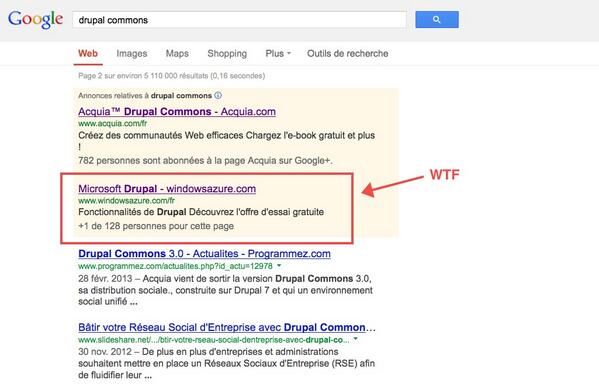 Google
drupal commons
Web Images Maps Shopping Plus Outils de recherche
Page 2 sur environ 5 110 000 résultats (0,16 secondes)
Annonces relatives à drupal commons
Acquia™ Drupal Commons - Acquia.com
www.acquia.com/fr
Créez des communautés Web efficaces Chargez l'e-book gratuit et plus
!
782 personnes sont abonnées à la page Acquia sur Google+.
WTF
Microsoft Drupal - windowsazure.com
www.windowsazure.com/fr
Fonctionnalités de Drupal Découvrez l'offre d'essai gratuite
+1 de 128 personnes pour cette page
Drupal Commons 3.0 - Actualites - Programmez.com
www.programmez.com/actualites.php?id_actu=12978
28 févr. 2013 – Acquia vient de sortir la version Drupal Commons 3.0,
sa distribution sociale., construite sur Drupal 7 et qui un environnement
social unifié ...
Bâtir votre Réseau Social d'Entreprise avec Drupal Common...
www.slideshare.net/.../btir-votre-rseau-social-dentreprise-avec-drupal-co...
30 nov. 2012 – De plus en plus d'entreprises et administrations
souhaitent mettre en place un Réseaux Sociaux d'Entreprise (RSE) afin
de fluidifier leur ...